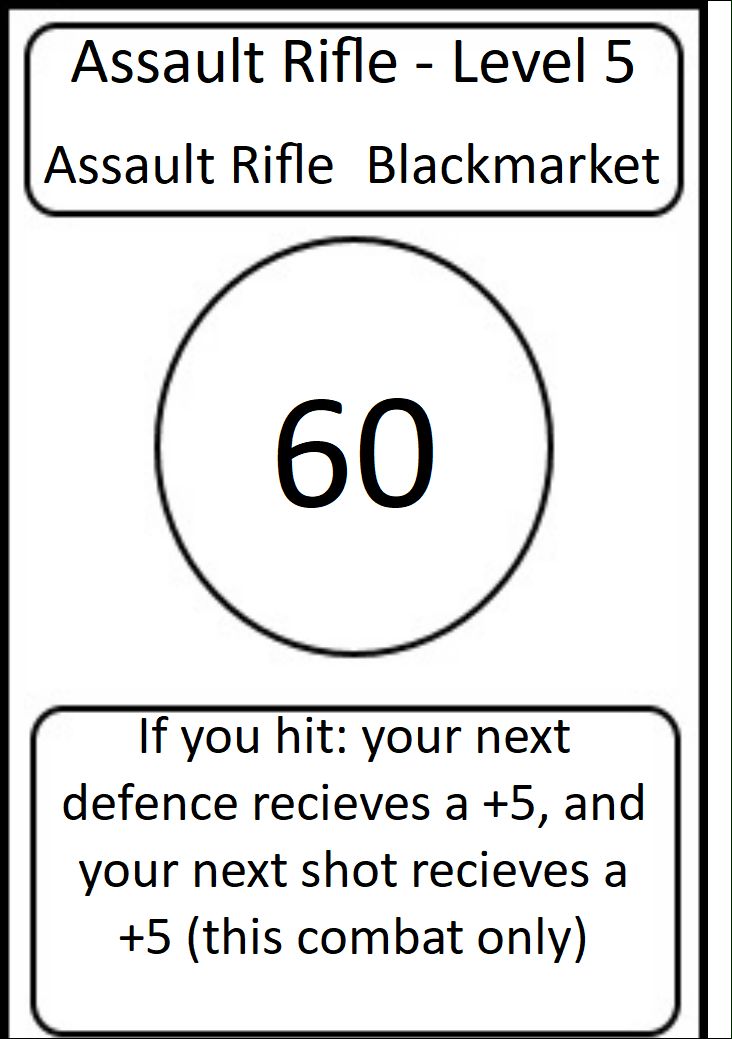 Assault Rifle - Level 5
Assault Rifle  Blackmarket
60
If you hit: your next
defence recieves a +5, and
your next shot recieves a
+5 (this combat only)